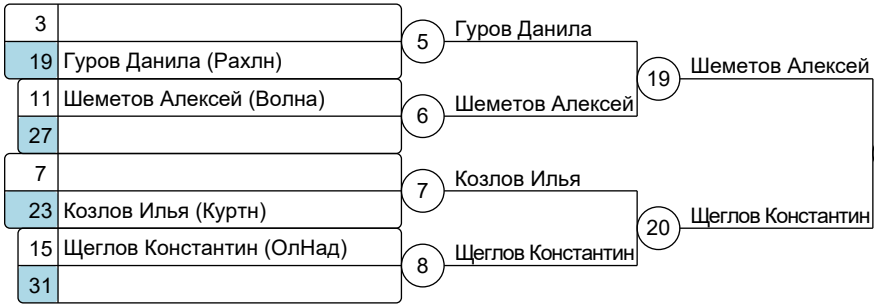 3
19 Гуров Данила (Рахлн)
11 Шеметов Алексей (Волна)
27
7
23 Козлов Илья (Куртн)
15 Щеглов Константин (ОлНад)
31
5 Гуров Данила
6 Шеметов Алексей
7 Козлов Илья
8 Щеглов Константин
19 Шеметов Алексей
20 Щеглов Константин